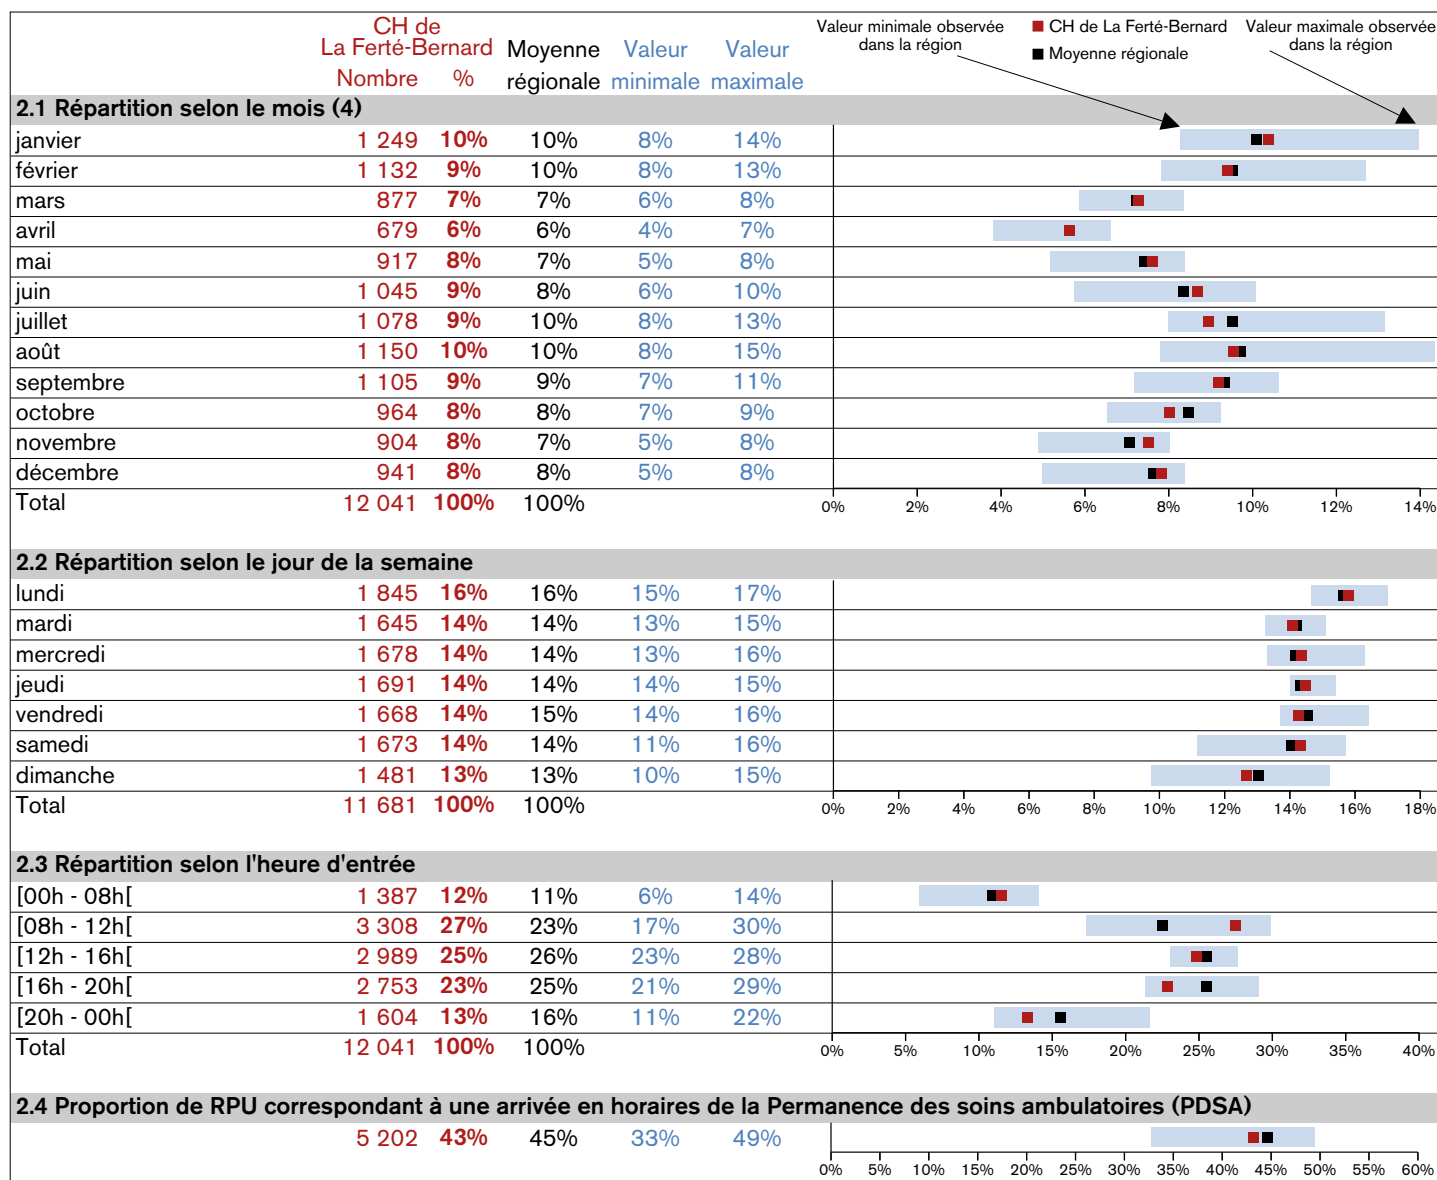 CH de La Ferté-Bernard Moyenne régionale Valeur minimale Valeur maximale
Nombre %
Valeur minimale observée dans la région
CH de La Ferté-Bernard
Moyenne régionale
Valeur maximale observée dans la région
2.1 Répartition selon le mois (4)
janvier 1 249 10% 10% 8% 14%
février 1 132 9% 10% 8% 13%
mars 877 7% 7% 6% 8%
avril 679 6% 6% 4% 7%
mai 917 8% 7% 5% 8%
juin 1 045 9% 8% 6% 10%
juillet 1 078 9% 10% 8% 13%
août 1 150 10% 10% 8% 15%
septembre 1 105 9% 9% 7% 11%
octobre 964 8% 8% 7% 9%
novembre 904 8% 7% 5% 8%
décembre 941 8% 8% 5% 8%
Total 12 041 100% 100%
0% 2% 4% 6% 8% 10% 12% 14%
2.2 Répartition selon le jour de la semaine
lundi 1 845 16% 16% 15% 17%
mardi 1 645 14% 14% 13% 15%
mercredi 1 678 14% 14% 13% 16%
jeudi 1 691 14% 14% 14% 15%
vendredi 1 668 14% 15% 14% 16%
samedi 1 673 14% 14% 11% 16%
dimanche 1 481 13% 13% 10% 15%
Total 11 681 100% 100%
0% 2% 4% 6% 8% 10% 12% 14% 16% 18%
2.3 Répartition selon l'heure d'entrée
[00h - 08h[ 1 387 12% 11% 6% 14%
[08h - 12h[ 3 308 27% 23% 17% 30%
[12h - 16h[ 2 989 25% 26% 23% 28%
[16h - 20h[ 2 753 23% 25% 21% 29%
[20h - 00h[ 1 604 13% 16% 11% 22%
Total 12 041 100% 100%
0% 5% 10% 15% 20% 25% 30% 35% 40%
2.4 Proportion de RPU correspondant à une arrivée en horaires de la Permanence des soins ambulatoires (PDSA)
5 202 43% 45% 33% 49%
0% 5% 10% 15% 20% 25% 30% 35% 40% 45% 50% 55% 60%